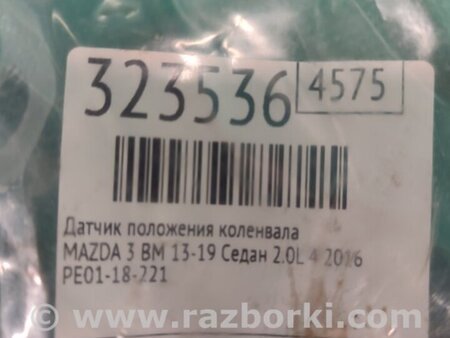 323536 4575
Датчик положения коленвала
MAZDA 3 BM 13-19 Седан 2.0L 4 2016
PE01-18-221
www.razborki.com